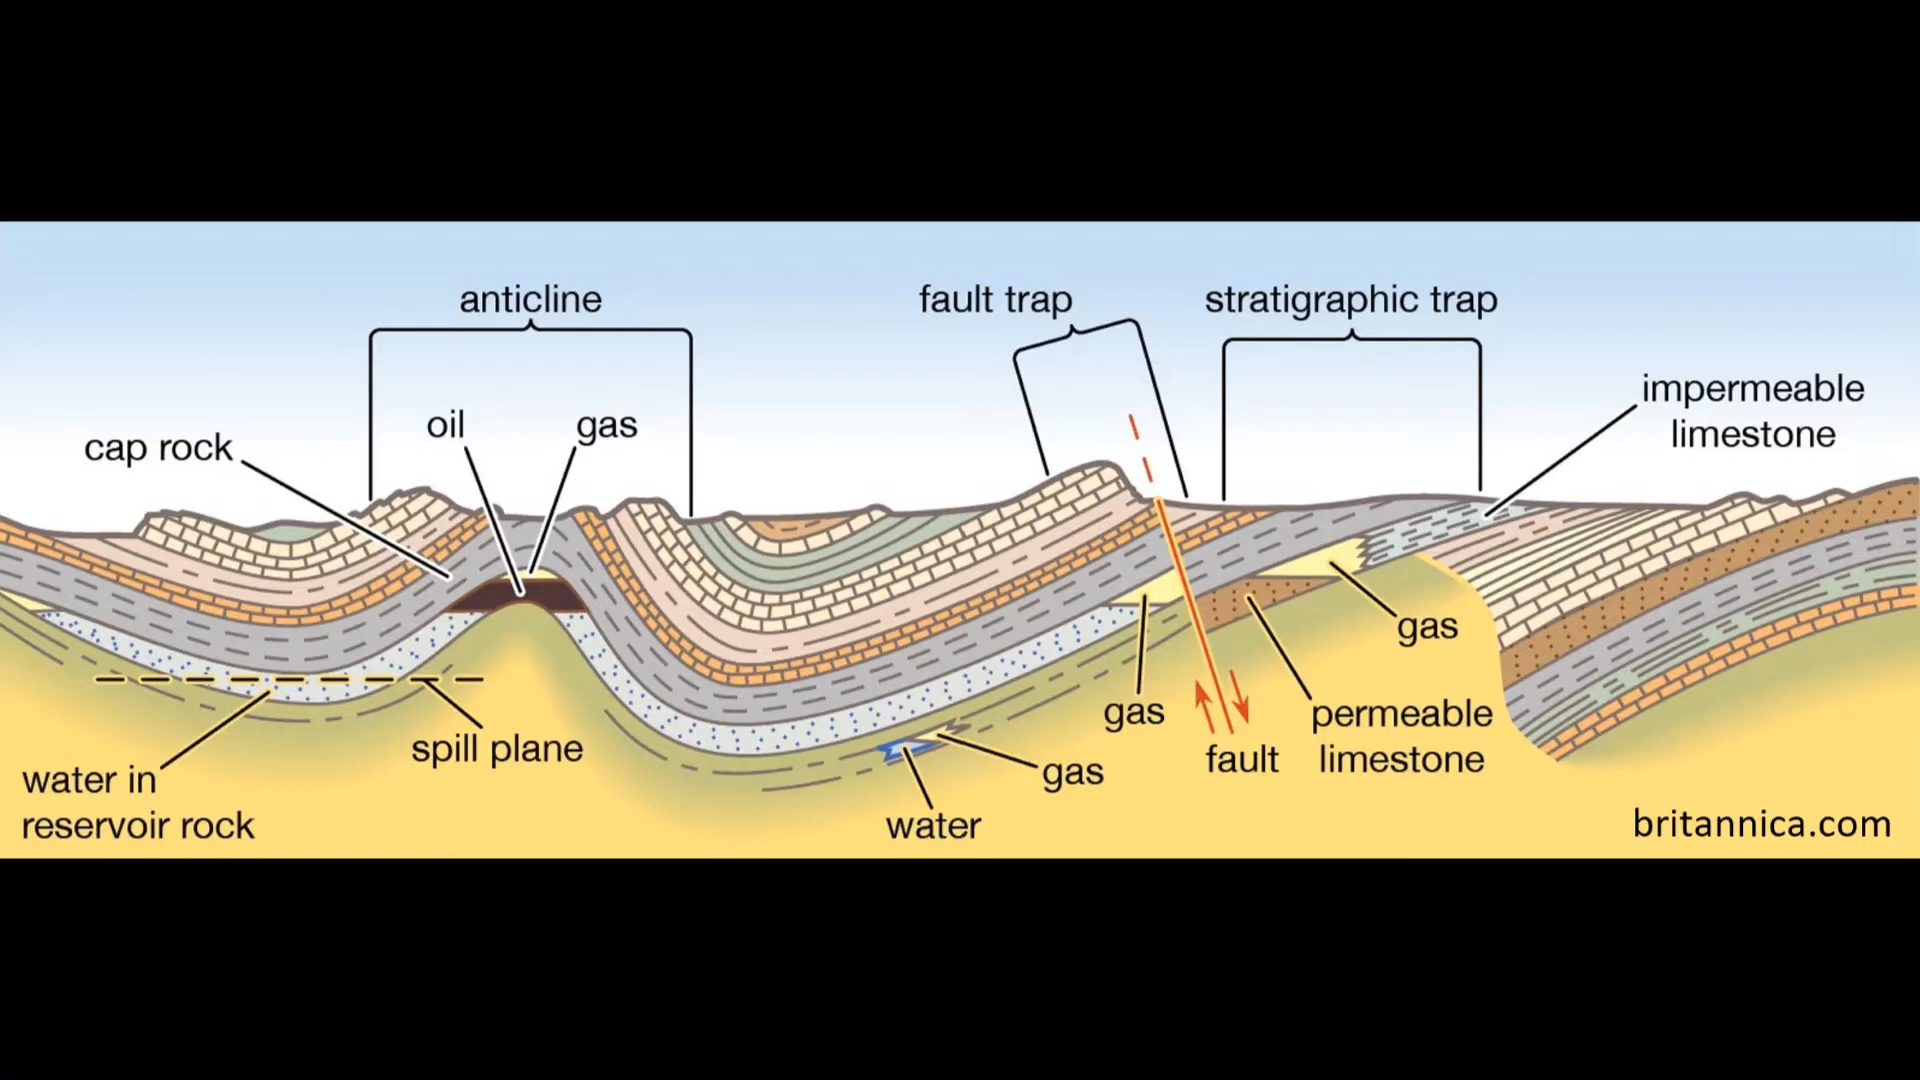 anticline
fault trap
stratigraphic trap
impermeable
limestone
oil
gas
cap rock
gas
gas
permeable
limestone
fault
spill plane
gas
water in
reservoir rock
water
britannica.com